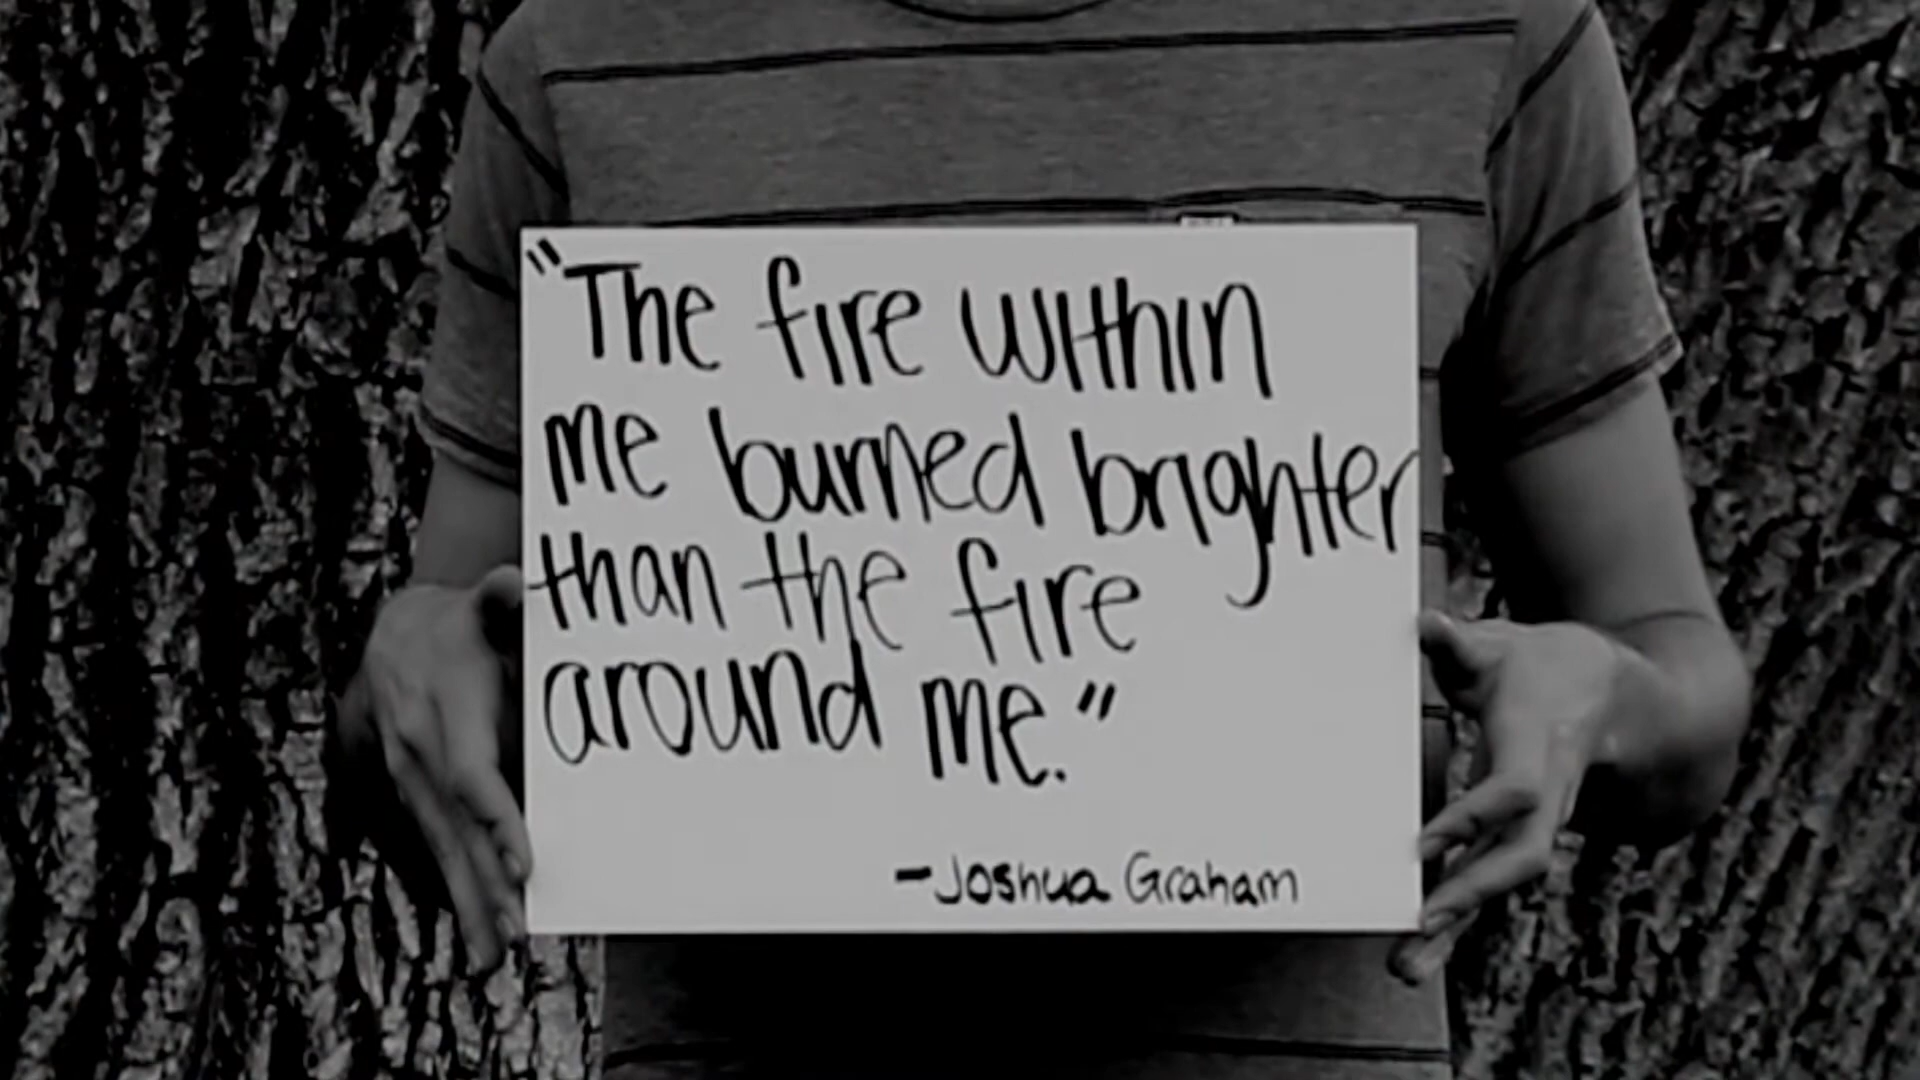 "The fire within
me burned brighter
than the fire
around me."
-Joshua Graham